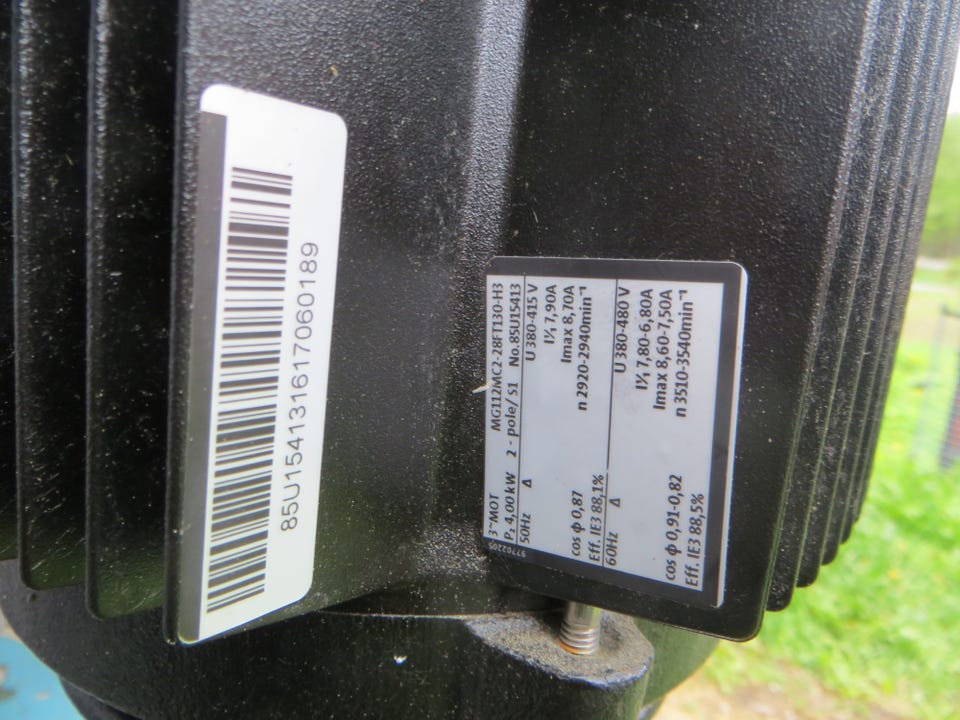 85U15413161706 0189
3~MOT MG112MC2-28FT130-H3
P₂ 4,00 kW 2 - pole/ S1 No.85U15413
50Hz Δ U 380-415 V
I1/1 7,90A
Imax 8,70A
cos ϕ 0,87 n 2920-2940min⁻¹
Eff. IE3 88,1%
60Hz Δ U 380-480 V
I1/1 7,80-6,80A
Imax 8,60-7,50A
cos ϕ 0,91-0,82 n 3510-3540min⁻¹
Eff. IE3 88,5%
97702205